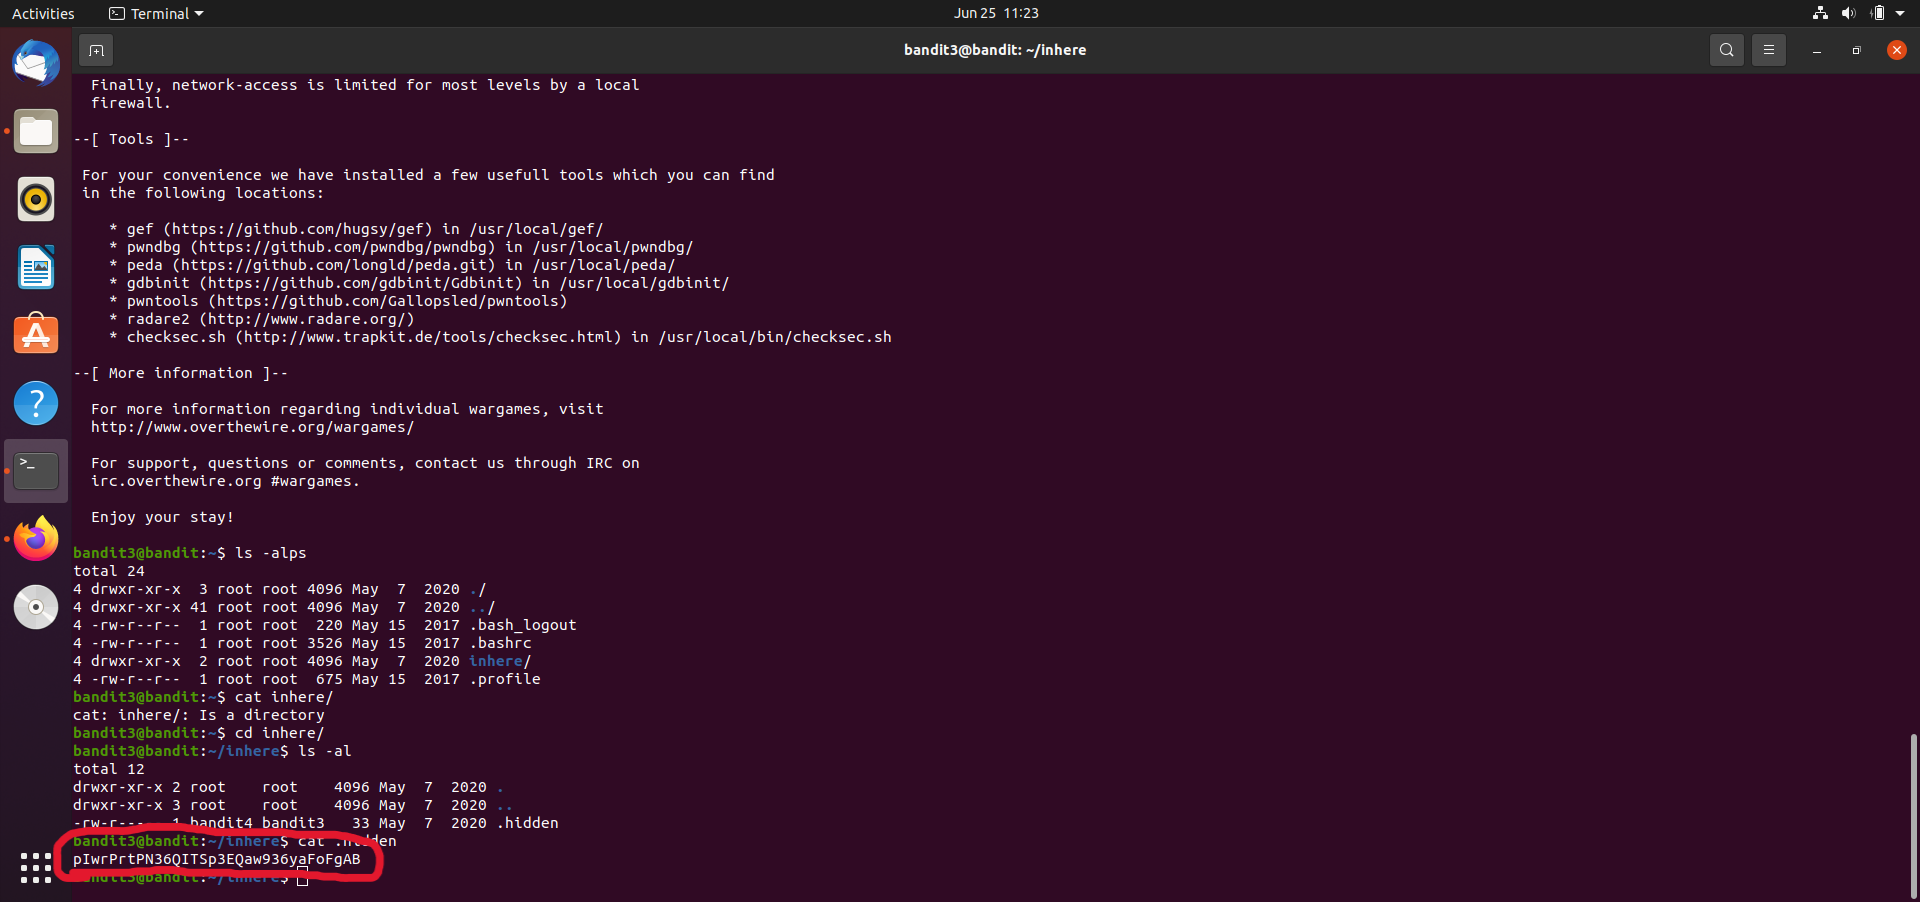 Activities
Terminal
Jun 25 11:23
bandit3@bandit: ~/inhere
Finally, network-access is limited for most levels by a local
firewall.
--[ Tools ]--
For your convenience we have installed a few usefull tools which you can find
in the following locations:
* gef (https://github.com/hugsy/gef) in /usr/local/gef/
* pwndbg (https://github.com/pwndbg/pwndbg) in /usr/local/pwndbg/
* peda (https://github.com/longld/peda.git) in /usr/local/peda/
* gdbinit (https://github.com/gdbinit/Gdbinit) in /usr/local/gdbinit/
* pwntools (https://github.com/Gallopsled/pwntools)
* radare2 (http://www.radare.org/)
* checksec.sh (http://www.trapkit.de/tools/checksec.html) in /usr/local/bin/checksec.sh
--[ More information ]--
For more information regarding individual wargames, visit
http://www.overthewire.org/wargames/
For support, questions or comments, contact us through IRC on
irc.overthewire.org #wargames.
Enjoy your stay!
bandit3@bandit:~$ ls -alps
total 24
4 drwxr-xr-x  3 root root 4096 May  7  2020 ./
4 drwxr-xr-x 41 root root 4096 May  7  2020 ../
4 -rw-r--r--  1 root root  220 May 15  2017 .bash_logout
4 -rw-r--r--  1 root root 3526 May 15  2017 .bashrc
4 drwxr-xr-x  2 root root 4096 May  7  2020 inhere/
4 -rw-r--r--  1 root root  675 May 15  2017 .profile
bandit3@bandit:~$ cat inhere/
cat: inhere/: Is a directory
bandit3@bandit:~$ cd inhere/
bandit3@bandit:~/inhere$ ls -al
total 12
drwxr-xr-x 2 root    root    4096 May  7  2020 .
drwxr-xr-x 3 root    root    4096 May  7  2020 ..
-rw-r----- 1 bandit4 bandit3   33 May  7  2020 .hidden
bandit3@bandit:~/inhere$ cat .hidden
pIwrPrtPN36QITSp3EQaw936yaFoFgAB
bandit3@bandit:~/inhere$